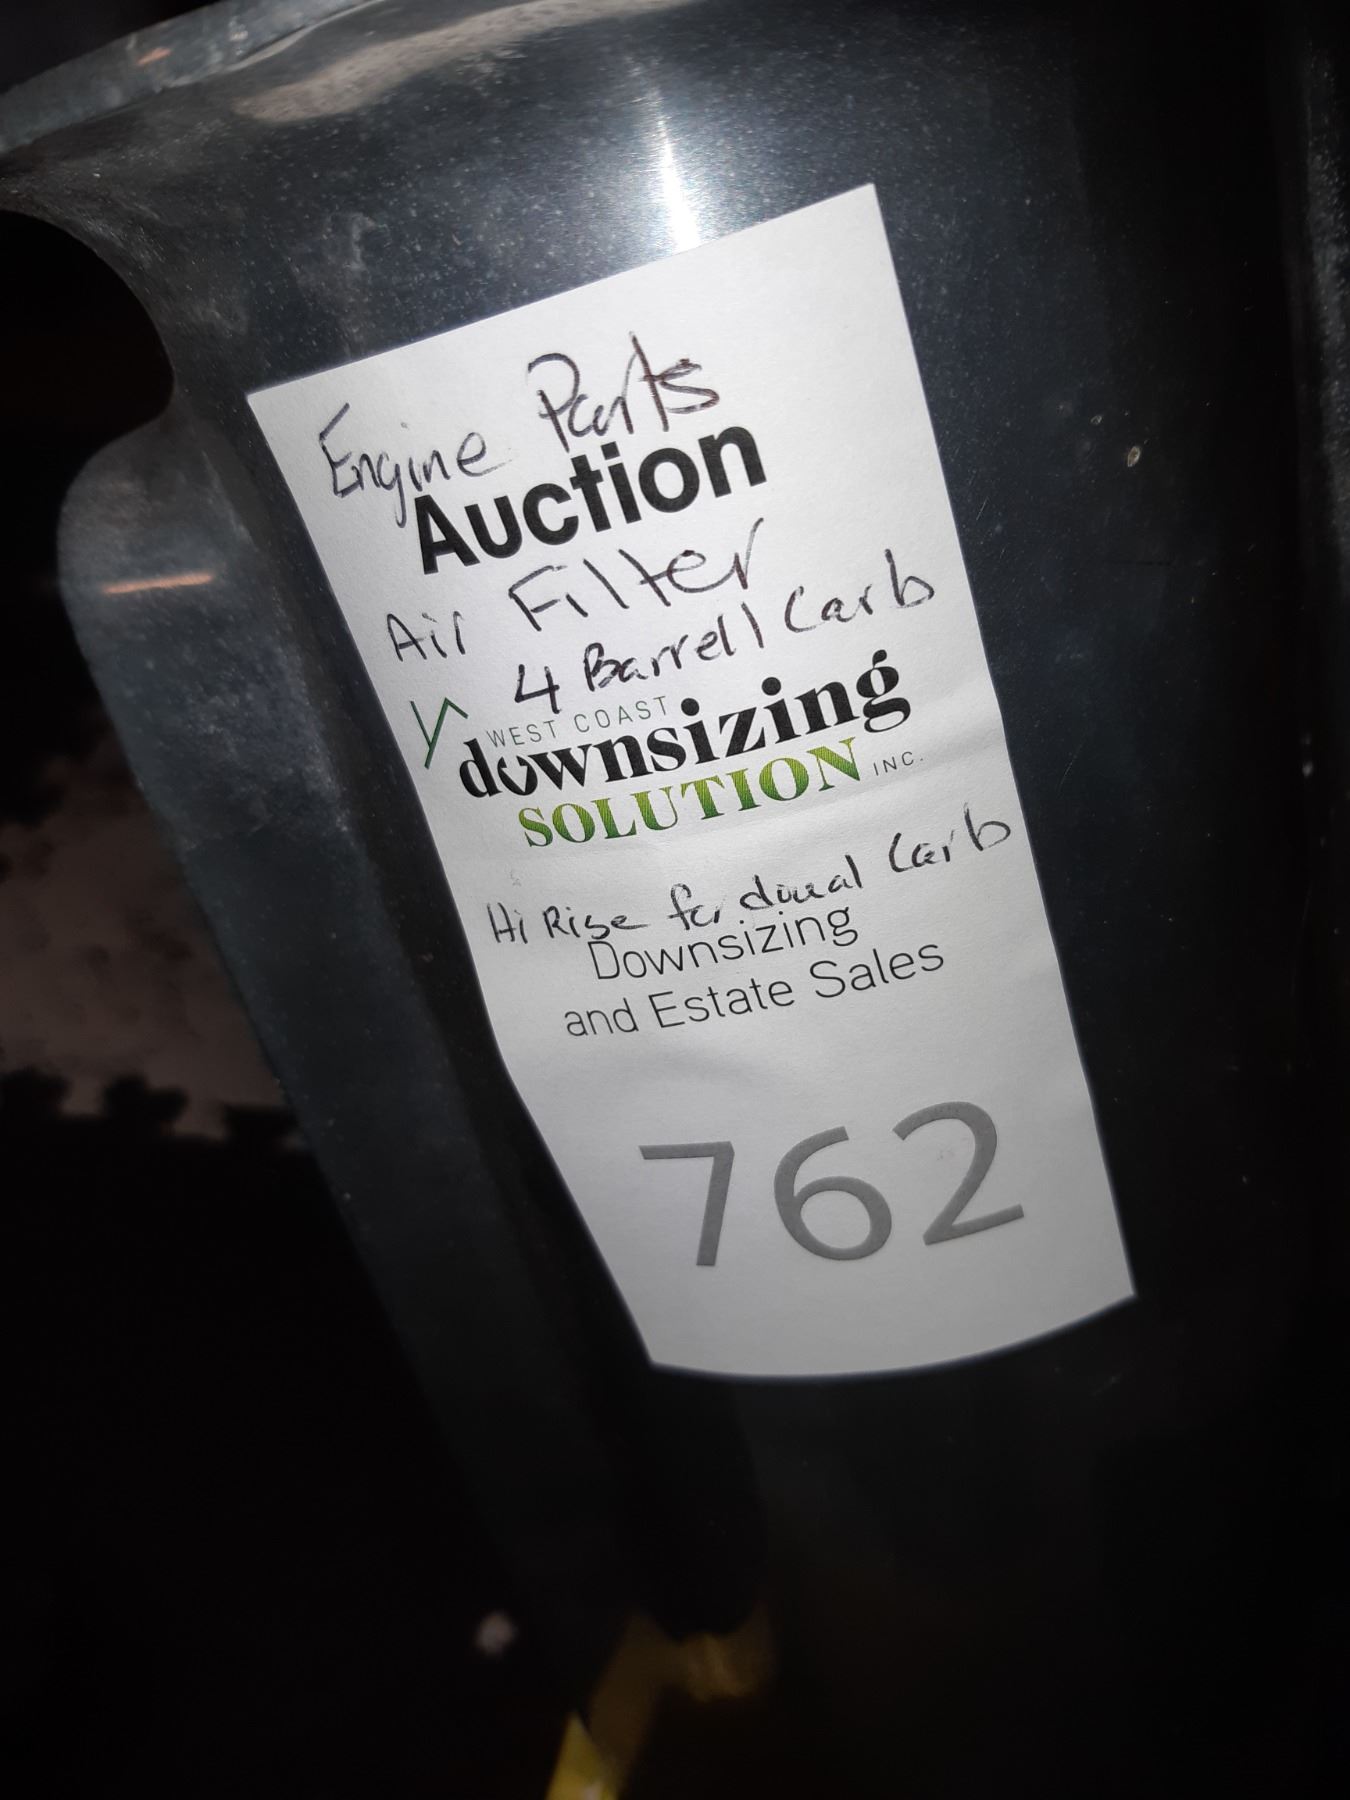 Engine Parts
Auction
Air Filter
4 Barrell Carb
WEST COAST
downsizing
SOLUTION INC.
Hi Rise for doual Carb
Downsizing
and Estate Sales
762